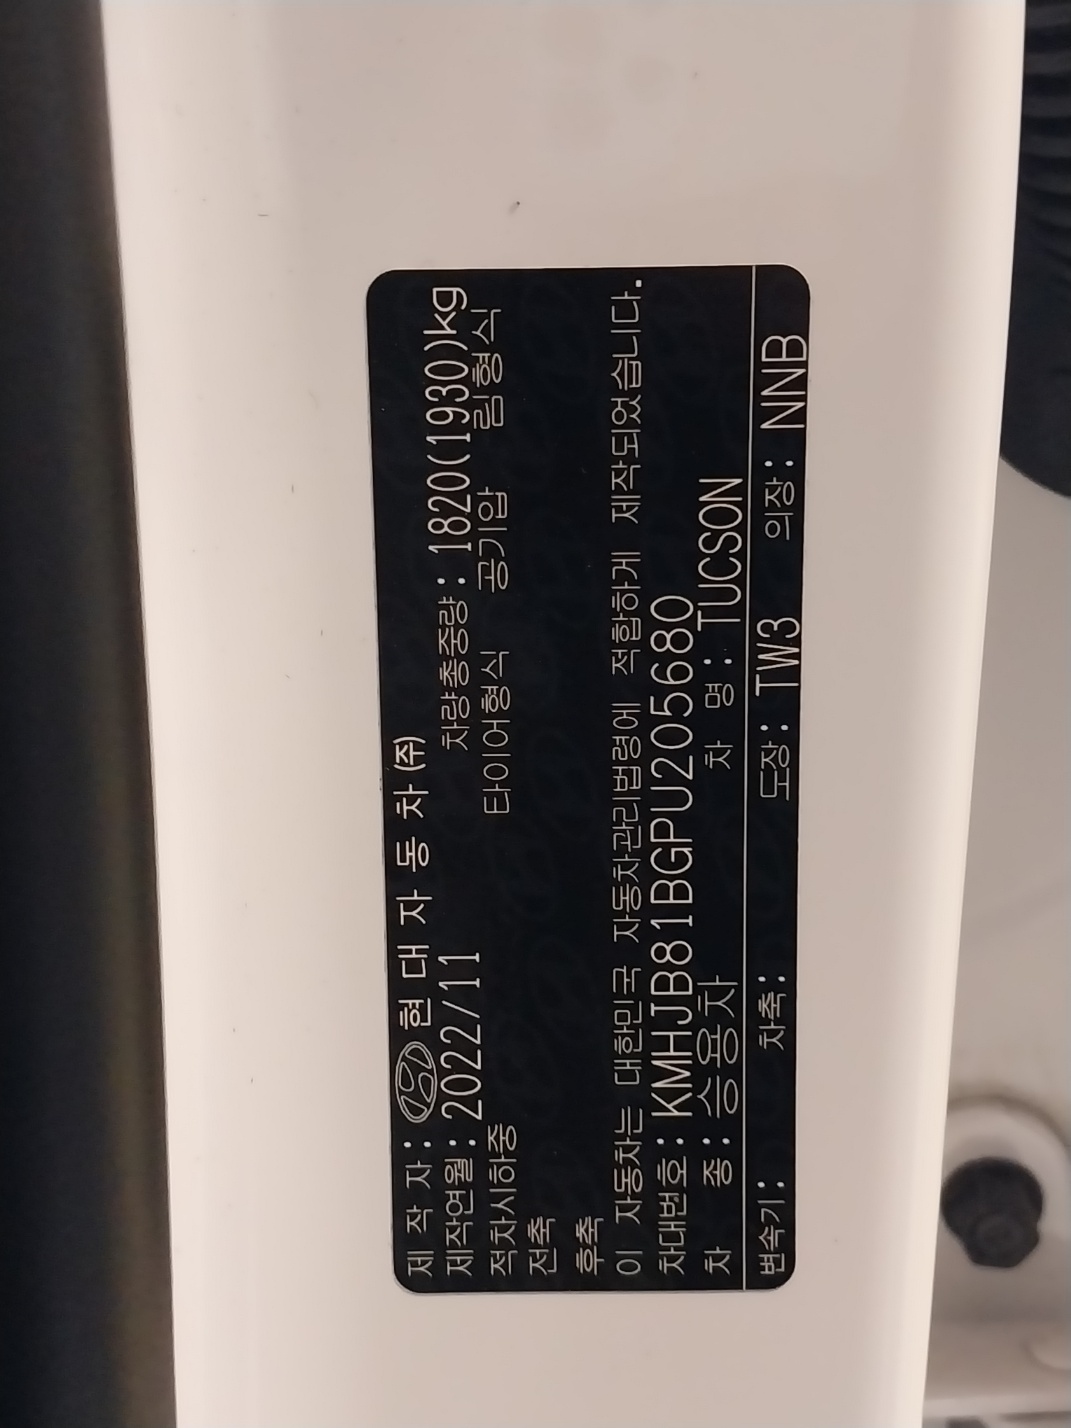 제 작 자 : 현 대 자 동 차 (주)
제작연월 : 2022/11 차량총중량 : 1820(1930)kg
적차시하중 타이어형식 공기압 림형식
전축
후축
이 자동차는 대한민국 자동차관리법령에 적합하게 제작되었습니다.
차대번호 : KMHJB81BGPU205680
차 종 : 승용차 차 명 : TUCSON
변속기 : 차축 : 도장 : TW3 의장 : NNB